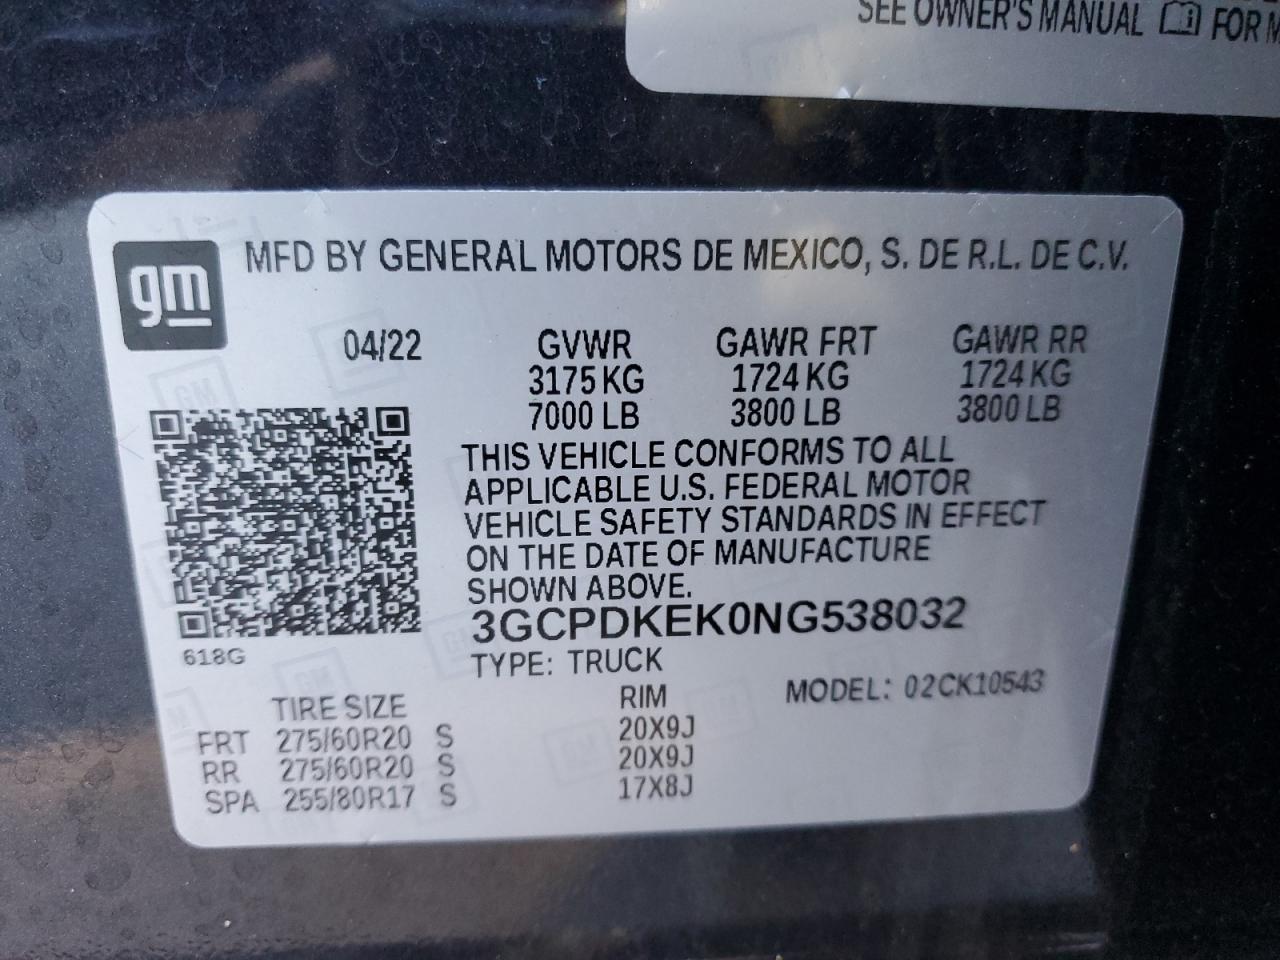 SEE OWNER'S MANUAL FOR
gm
MFD BY GENERAL MOTORS DE MEXICO, S. DE R.L. DE C.V.
04/22 GVWR GAWR FRT GAWR RR
3175 KG 1724 KG 1724 KG
7000 LB 3800 LB 3800 LB
THIS VEHICLE CONFORMS TO ALL
APPLICABLE U.S. FEDERAL MOTOR
VEHICLE SAFETY STANDARDS IN EFFECT
ON THE DATE OF MANUFACTURE
SHOWN ABOVE.
3GCPDKEK0NG538032
618G
TYPE: TRUCK
TIRE SIZE RIM MODEL: 02CK10543
FRT 275/60R20 S 20X9J
RR 275/60R20 S 20X9J
SPA 255/80R17 S 17X8J